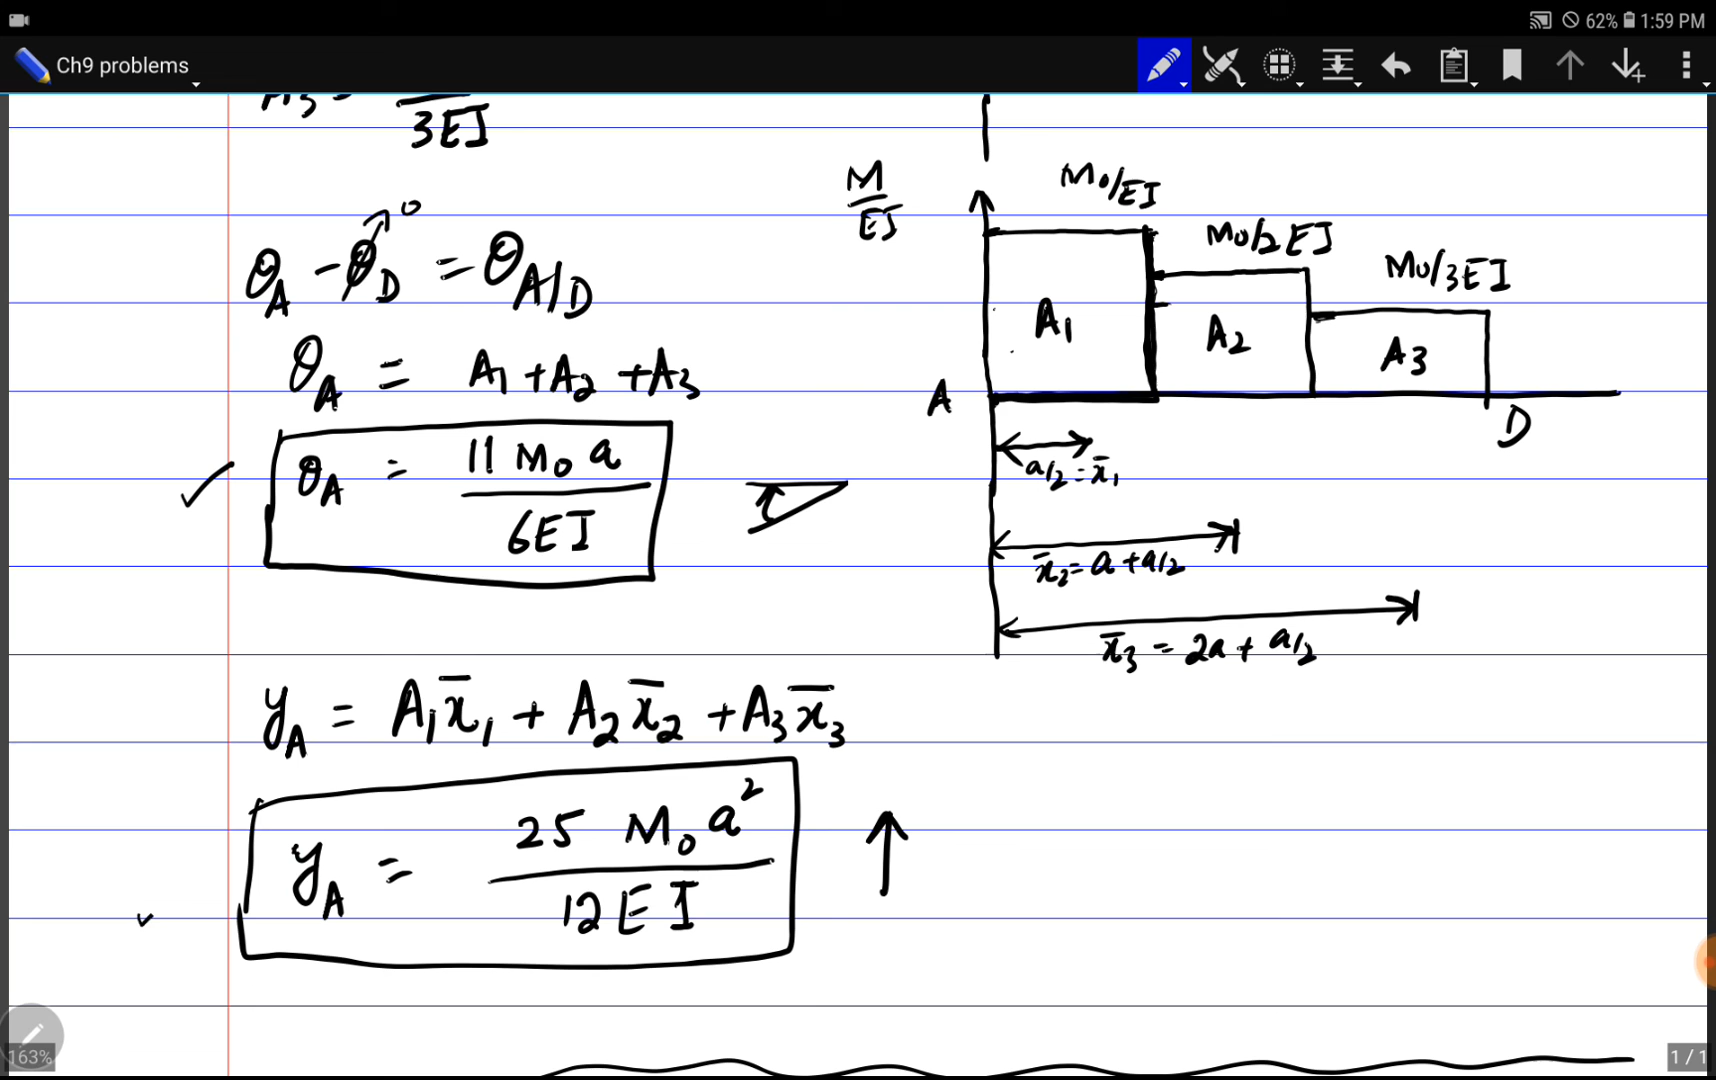 62% 1:59 PM
Ch9 problems
A3 =
3EI
θA - θD = θA/D
0
θA = A1 + A2 + A3
θA = 11 M0 a
6EI
M
EI
M0/EI
M0/2EI
M0/3EI
A1
A2
A3
A
D
a/2 = x̄1
x̄2 = a + a/2
x̄3 = 2a + a/2
yA = A1x̄1 + A2x̄2 + A3x̄3
yA = 25 M0 a²
12EI
163%
1/1